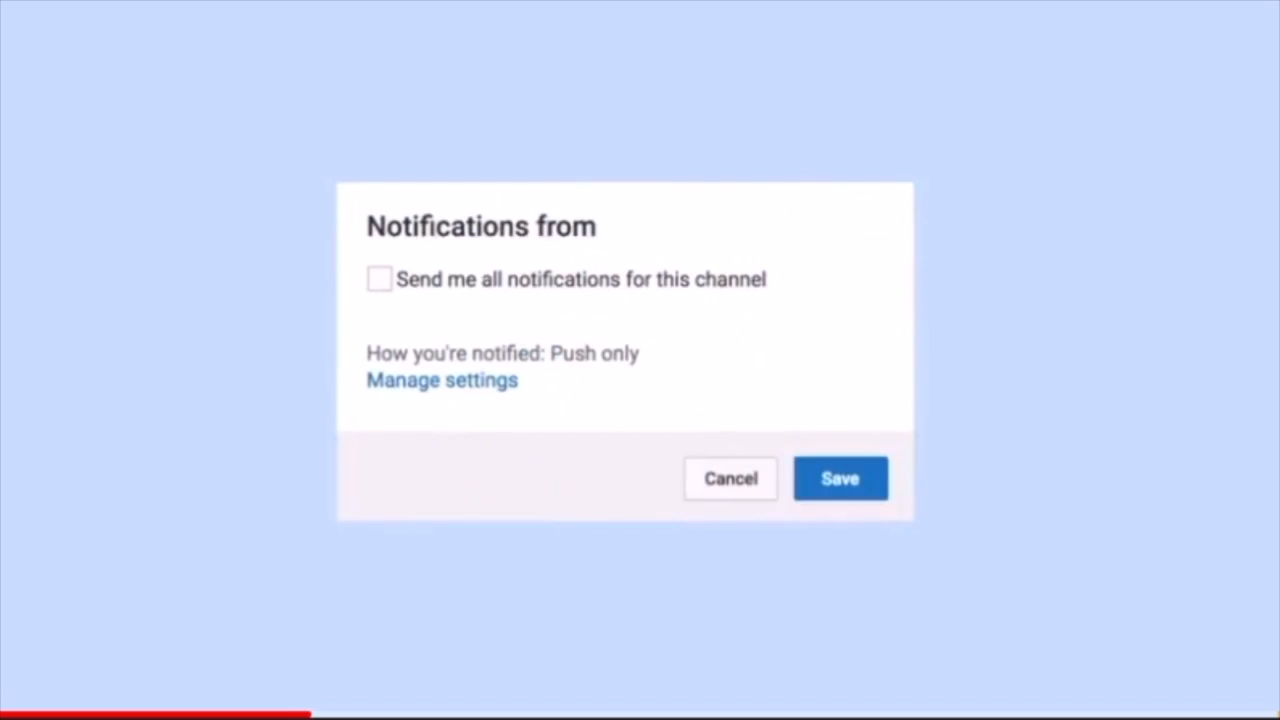 Notifications from
Send me all notifications for this channel
How you're notified: Push only
Manage settings
Cancel Save